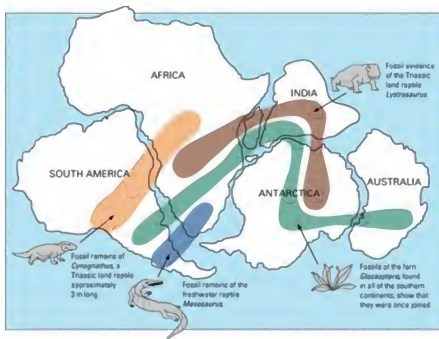 AFRICA
INDIA
SOUTH AMERICA
ANTARCTICA
AUSTRALIA
Fossil evidence
of the Triassic
land reptile
Lystrosaurus.
Fossil remains of
Cynognathus, a
Triassic land reptile
approximately
3 m long.
Fossil remains of the
freshwater reptile
Mesosaurus.
Fossils of the fern
Glossopteris, found
in all of the southern
continents, show that
they were once joined.